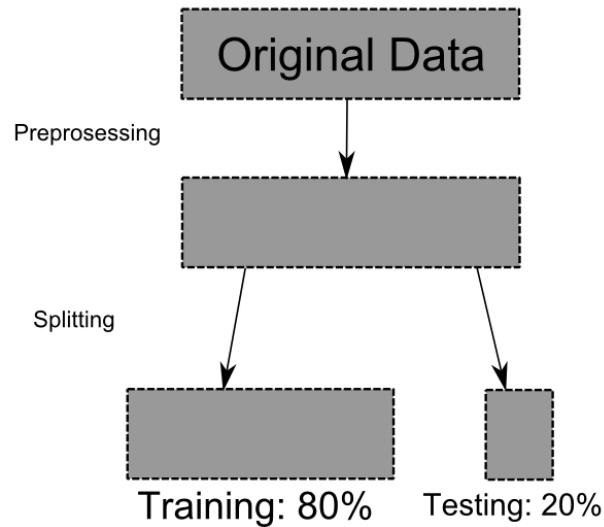 Original Data
Preprosessing
Splitting
Training: 80%
Testing: 20%